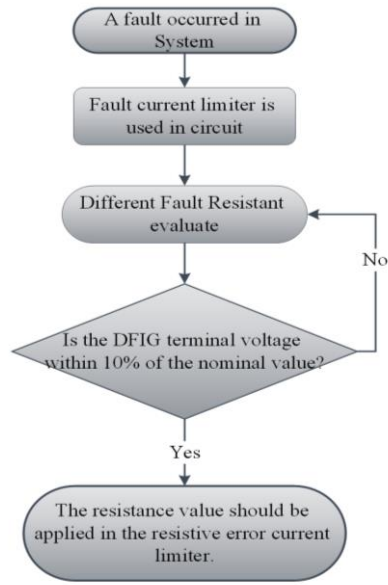 A fault occurred in
System
Fault current limiter is
used in circuit
Different Fault Resistant
evaluate
No
Is the DFIG terminal voltage
within 10% of the nominal value?
Yes
The resistance value should be
applied in the resistive error current
limiter.